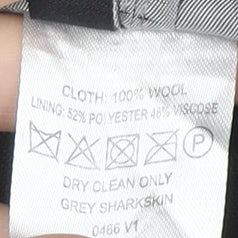 CLOTH: 100% WOOL
LINING: 52% POLYESTER 48% VISCOSE
P
DRY CLEAN ONLY
GREY SHARKSKIN
0466 V1